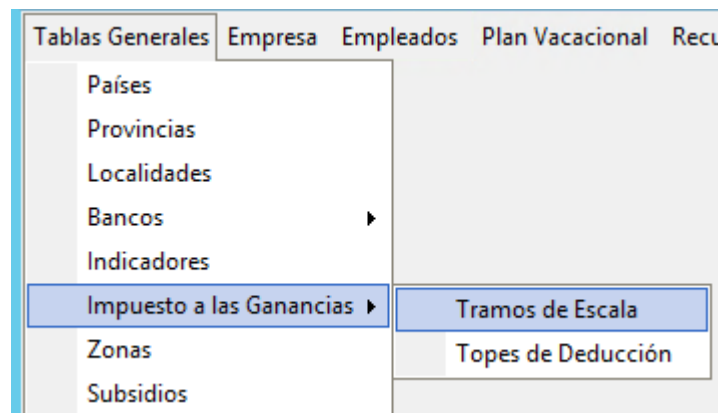 Tablas Generales Empresa Empleados Plan Vacacional Recu
Países
Provincias
Localidades
Bancos
Indicadores
Impuesto a las Ganancias
Tramos de Escala
Zonas
Topes de Deducción
Subsidios